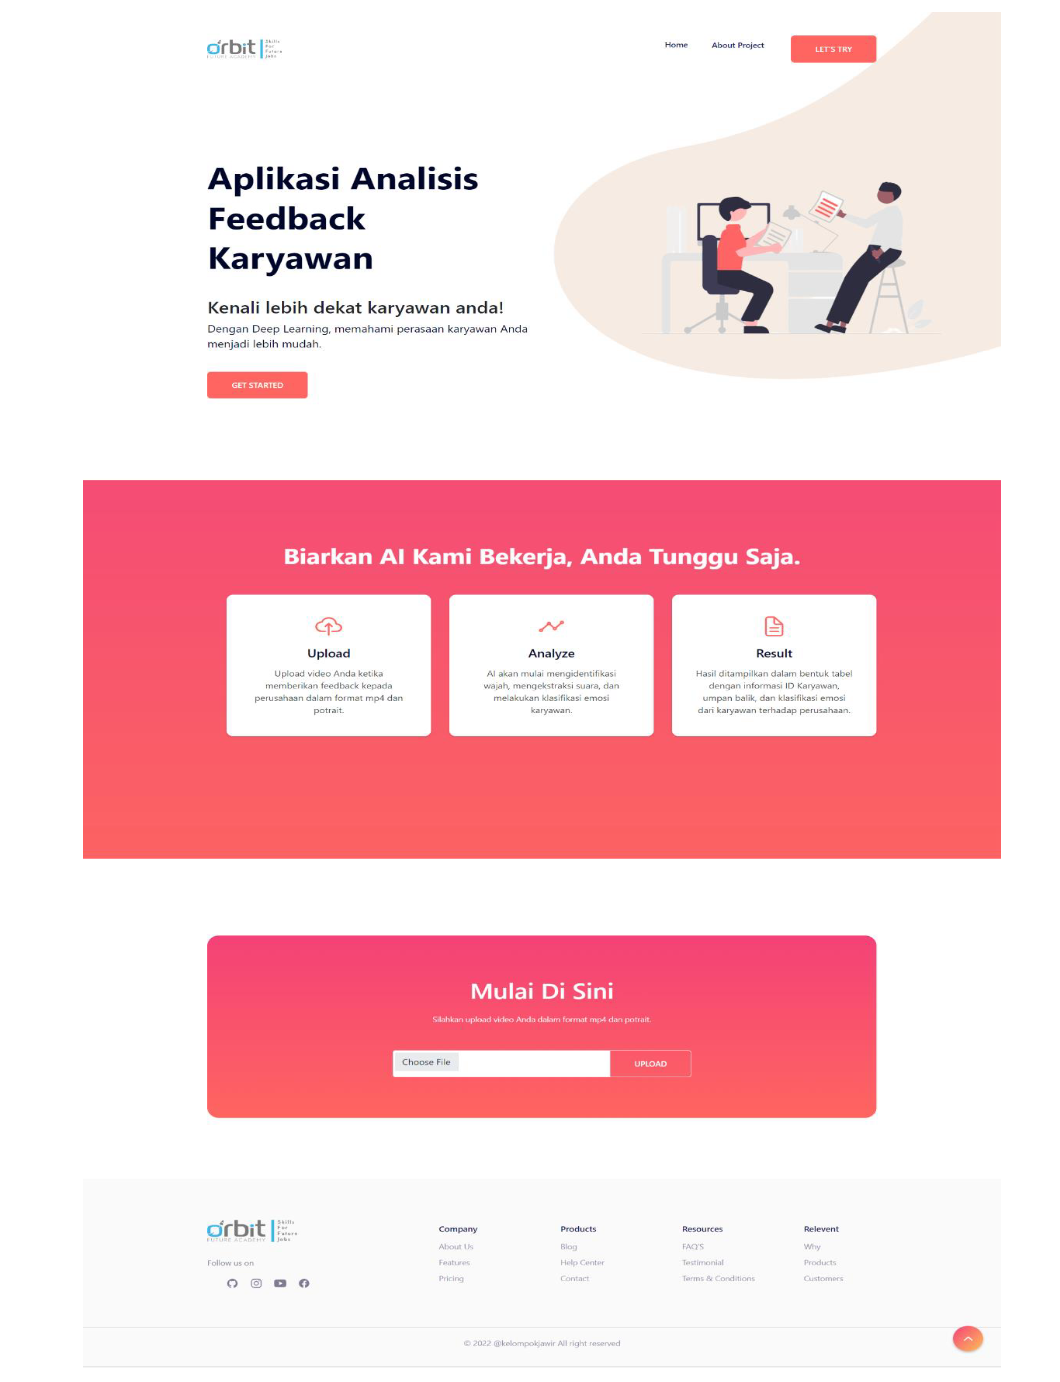 orbit
FUTURE ACADEMY
Skills
For
Future
Jobs
Home
About Project
LET'S TRY
Aplikasi Analisis
Feedback
Karyawan
Kenali lebih dekat karyawan anda!
Dengan Deep Learning, memahami perasaan karyawan Anda
menjadi lebih mudah.
GET STARTED
Biarkan AI Kami Bekerja, Anda Tunggu Saja.
Upload
Upload video Anda ketika
memberikan feedback kepada
perusahaan dalam format mp4 dan
potrait.
Analyze
AI akan mulai mengidentifikasi
wajah, mengekstraksi suara, dan
melakukan klasifikasi emosi
karyawan.
Result
Hasil ditampilkan dalam bentuk tabel
dengan informasi ID Karyawan,
umpan balik, dan klasifikasi emosi
dari karyawan terhadap perusahaan.
Mulai Di Sini
Silahkan upload video Anda dalam format mp4 dan potrait.
Choose File
UPLOAD
orbit
FUTURE ACADEMY
Skills
For
Future
Jobs
Follow us on
Company
About Us
Features
Pricing
Products
Blog
Help Center
Contact
Resources
FAQ'S
Testimonial
Terms & Conditions
Relevent
Why
Products
Customers
© 2022 @kelompokjawir All right reserved